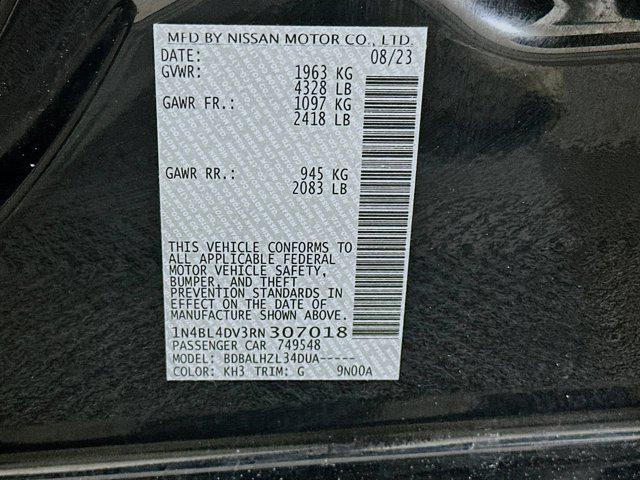 MFD BY NISSAN MOTOR CO., LTD.
DATE: 08/23
GVWR: 1963 KG
4328 LB
GAWR FR.: 1097 KG
2418 LB
GAWR RR.: 945 KG
2083 LB
THIS VEHICLE CONFORMS TO
ALL APPLICABLE FEDERAL
MOTOR VEHICLE SAFETY,
BUMPER, AND THEFT
PREVENTION STANDARDS IN
EFFECT ON THE DATE OF
MANUFACTURE SHOWN ABOVE.
1N4BL4DV3RN307018
PASSENGER CAR 749548
MODEL: BDBALHZL34DUA-----
COLOR: KH3 TRIM: G 9N00A